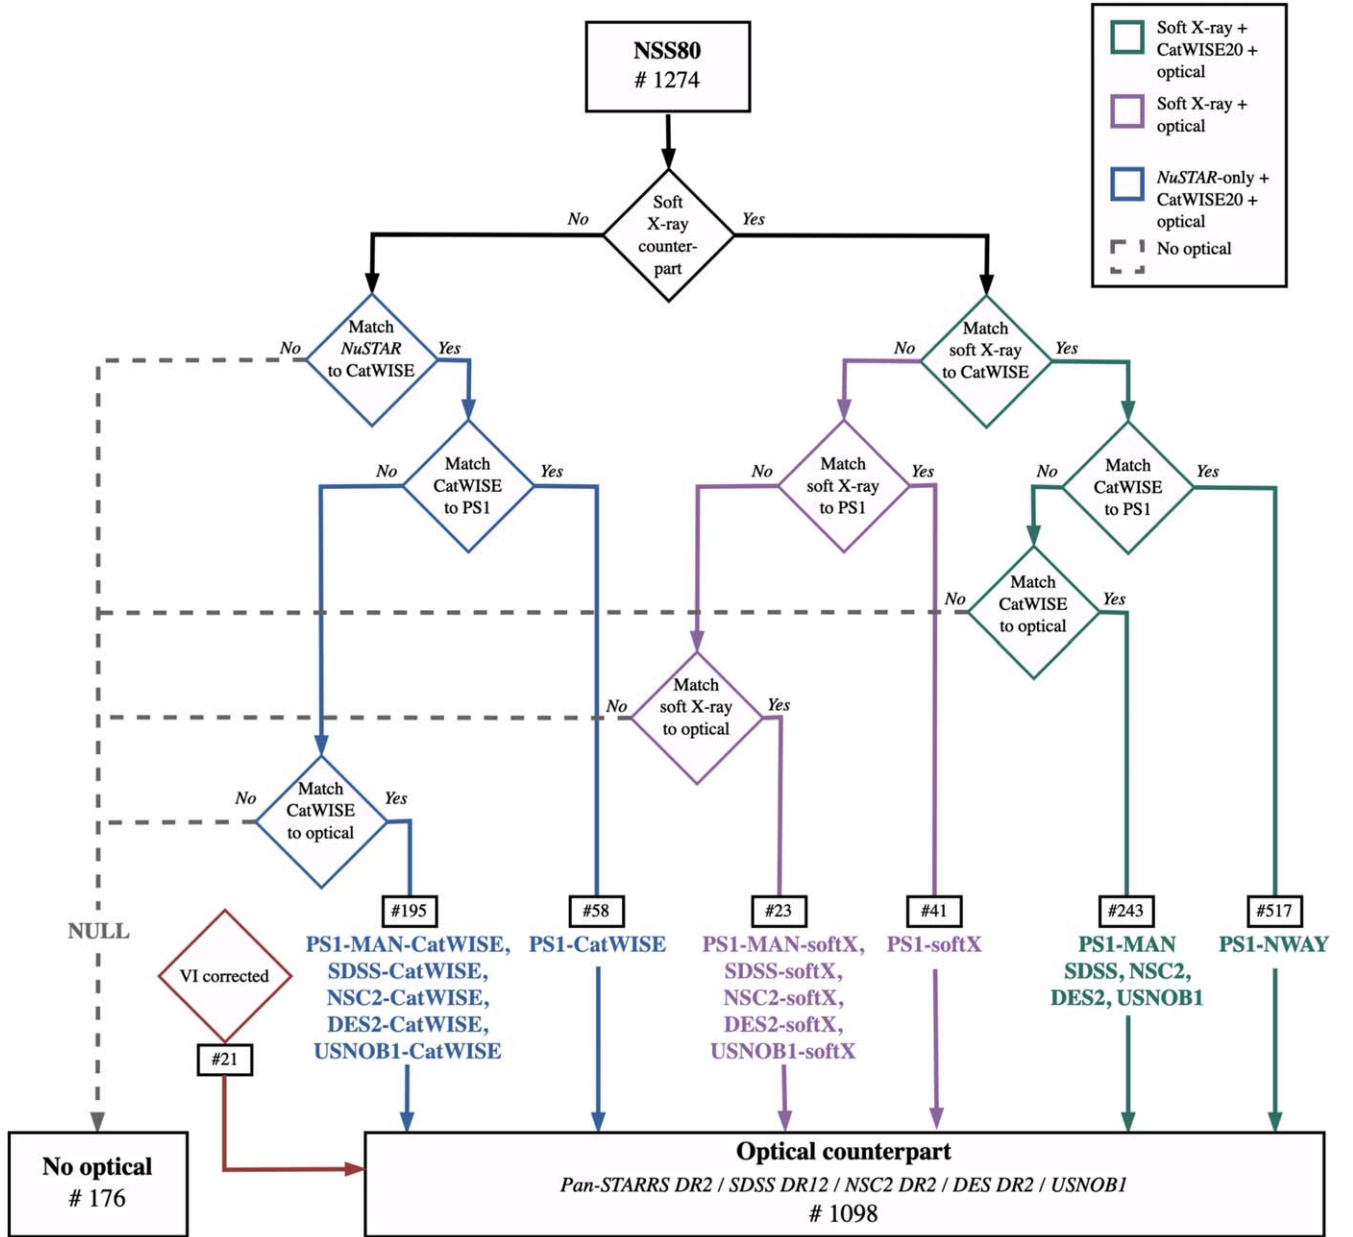 NSS80
# 1274
Soft X-ray +
CatWISE20 +
optical
Soft X-ray +
optical
NuSTAR-only +
CatWISE20 +
optical
No optical
Soft
X-ray
counter-
part
No
Yes
Match
NuSTAR
to CatWISE
No
Yes
Match
soft X-ray
to CatWISE
No
Yes
Match
CatWISE
to PS1
No
Yes
Match
soft X-ray
to PS1
No
Yes
Match
CatWISE
to PS1
No
Yes
Match
CatWISE
to optical
No
Yes
Match
soft X-ray
to optical
No
Yes
Match
CatWISE
to optical
No
Yes
NULL
VI corrected
#21
#195
PS1-MAN-CatWISE,
SDSS-CatWISE,
NSC2-CatWISE,
DES2-CatWISE,
USNOB1-CatWISE
#58
PS1-CatWISE
#23
PS1-MAN-softX,
SDSS-softX,
NSC2-softX,
DES2-softX,
USNOB1-softX
#41
PS1-softX
#243
PS1-MAN
SDSS, NSC2,
DES2, USNOB1
#517
PS1-NWAY
No optical
# 176
Optical counterpart
Pan-STARRS DR2 / SDSS DR12 / NSC2 DR2 / DES DR2 / USNOB1
# 1098